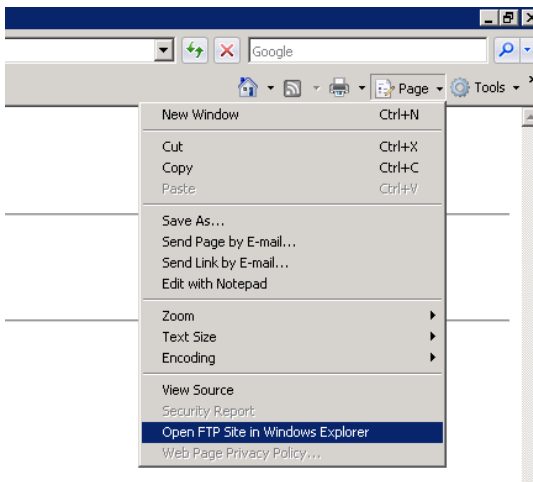 Google
Page
Tools
New Window Ctrl+N
Cut Ctrl+X
Copy Ctrl+C
Paste Ctrl+V
Save As...
Send Page by E-mail...
Send Link by E-mail...
Edit with Notepad
Zoom
Text Size
Encoding
View Source
Security Report
Open FTP Site in Windows Explorer
Web Page Privacy Policy...